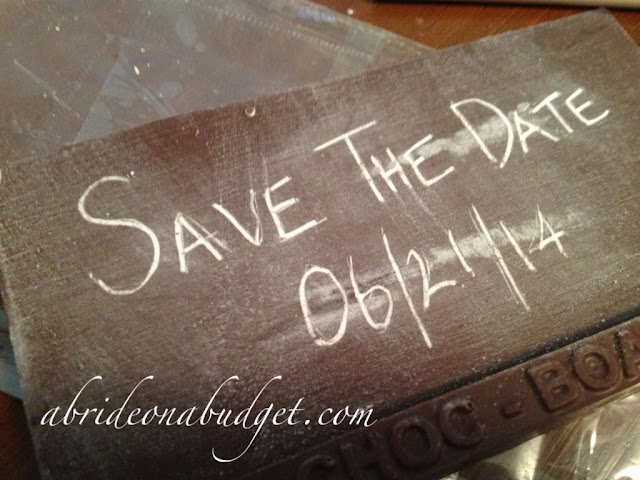 SAVE THE DATE
06/21/14
CHOC - BOA
abrideonabudget.com